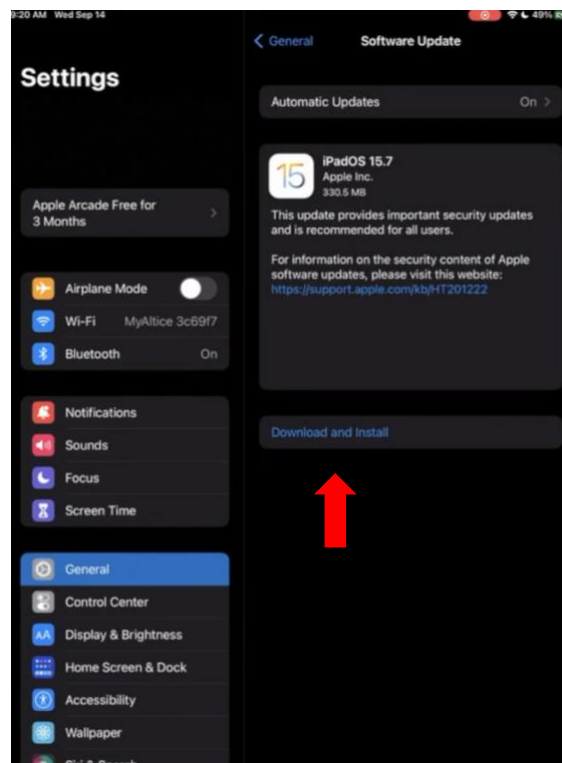 9:20 AM Wed Sep 14
49%
Settings
Apple Arcade Free for
3 Months
Airplane Mode
Wi-Fi MyAltice 3c69f7
Bluetooth On
Notifications
Sounds
Focus
Screen Time
General
Control Center
AA Display & Brightness
Home Screen & Dock
Accessibility
Wallpaper
General Software Update
Automatic Updates On
15
iPadOS 15.7
Apple Inc.
330.5 MB
This update provides important security updates
and is recommended for all users.
For information on the security content of Apple
software updates, please visit this website:
https://support.apple.com/kb/HT201222
Download and Install